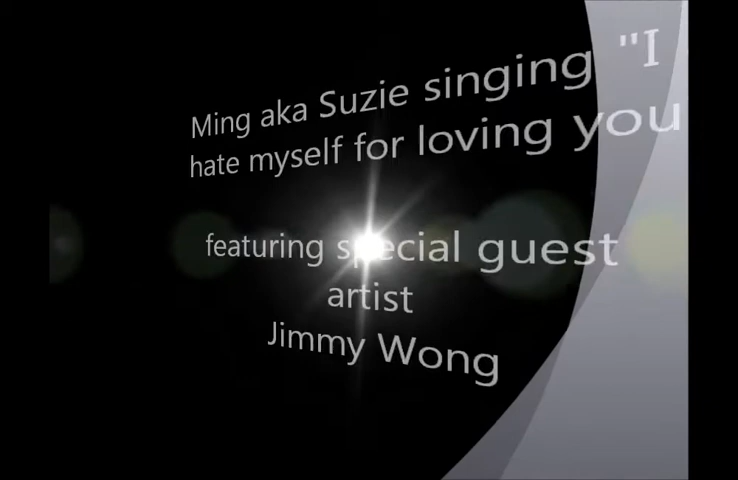 Ming aka Suzie singing "I
hate myself for loving you
featuring special guest
artist
Jimmy Wong